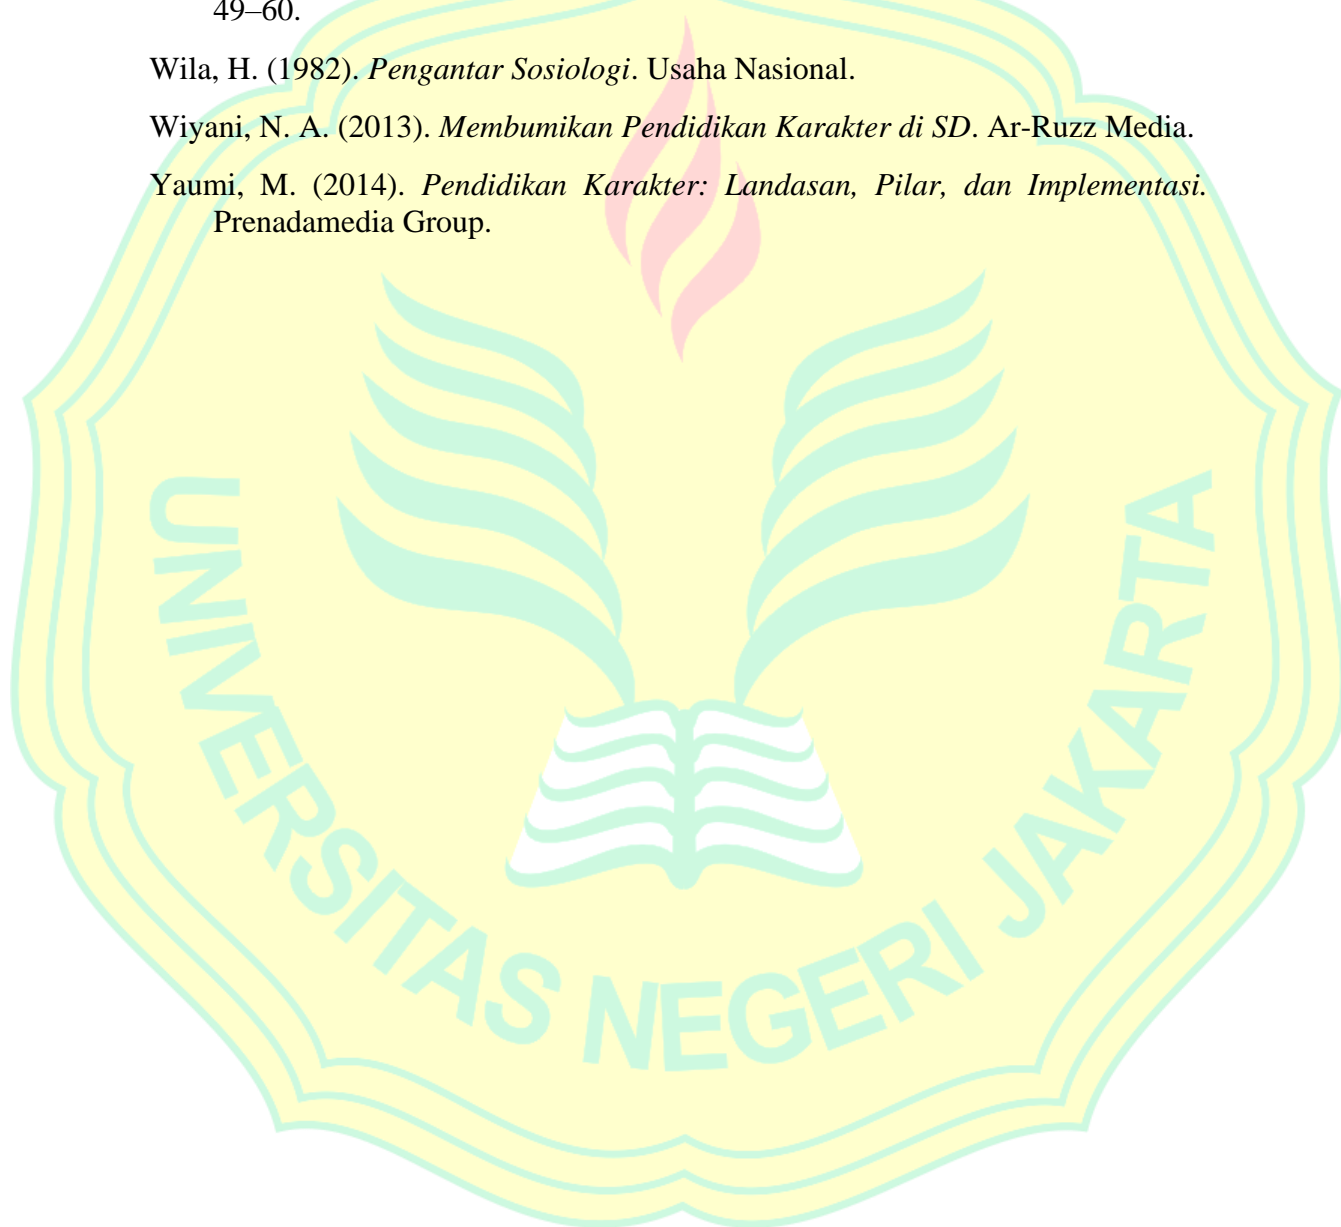 49–60.
Wila, H. (1982). Pengantar Sosiologi. Usaha Nasional.
Wiyani, N. A. (2013). Membumikan Pendidikan Karakter di SD. Ar-Ruzz Media.
Yaumi, M. (2014). Pendidikan Karakter: Landasan, Pilar, dan Implementasi.
Prenadamedia Group.
UNIVERSITAS NEGERI JAKARTA